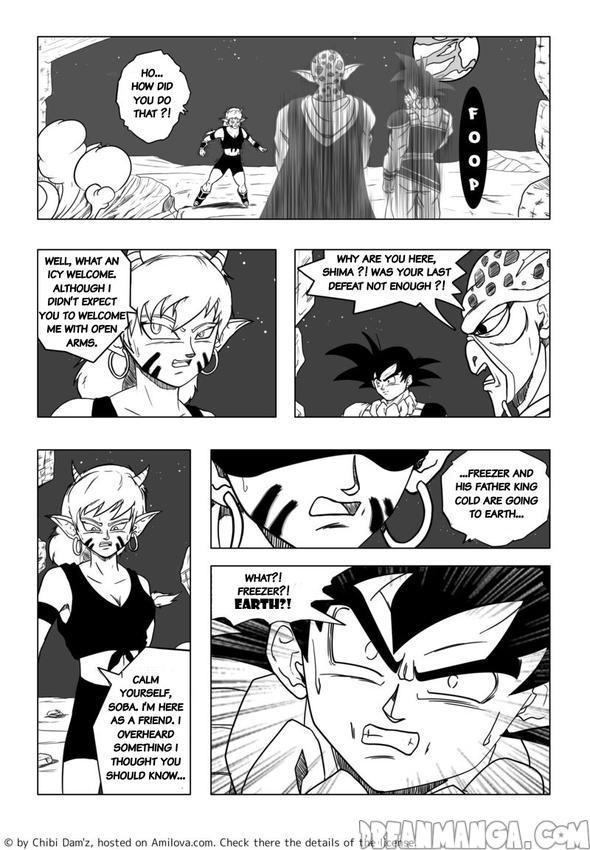 HO...
HOW DID
YOU DO
THAT ?!
FOOP
WELL, WHAT AN
ICY WELCOME.
ALTHOUGH I
DIDN'T EXPECT
YOU TO WELCOME
ME WITH OPEN
ARMS.
WHY ARE YOU HERE,
SHIMA ?! WAS YOUR LAST
DEFEAT NOT ENOUGH ?!
CALM
YOURSELF,
SOBA. I'M HERE
AS A FRIEND. I
OVERHEARD
SOMETHING I
THOUGHT YOU
SHOULD KNOW...
...FREEZER AND
HIS FATHER KING
COLD ARE GOING
TO EARTH...
WHAT?!
FREEZER?!
EARTH?!
© by Chibi Dam'z, hosted on Amilova.com. Check there the details of the license.
DREAMMANGA.COM